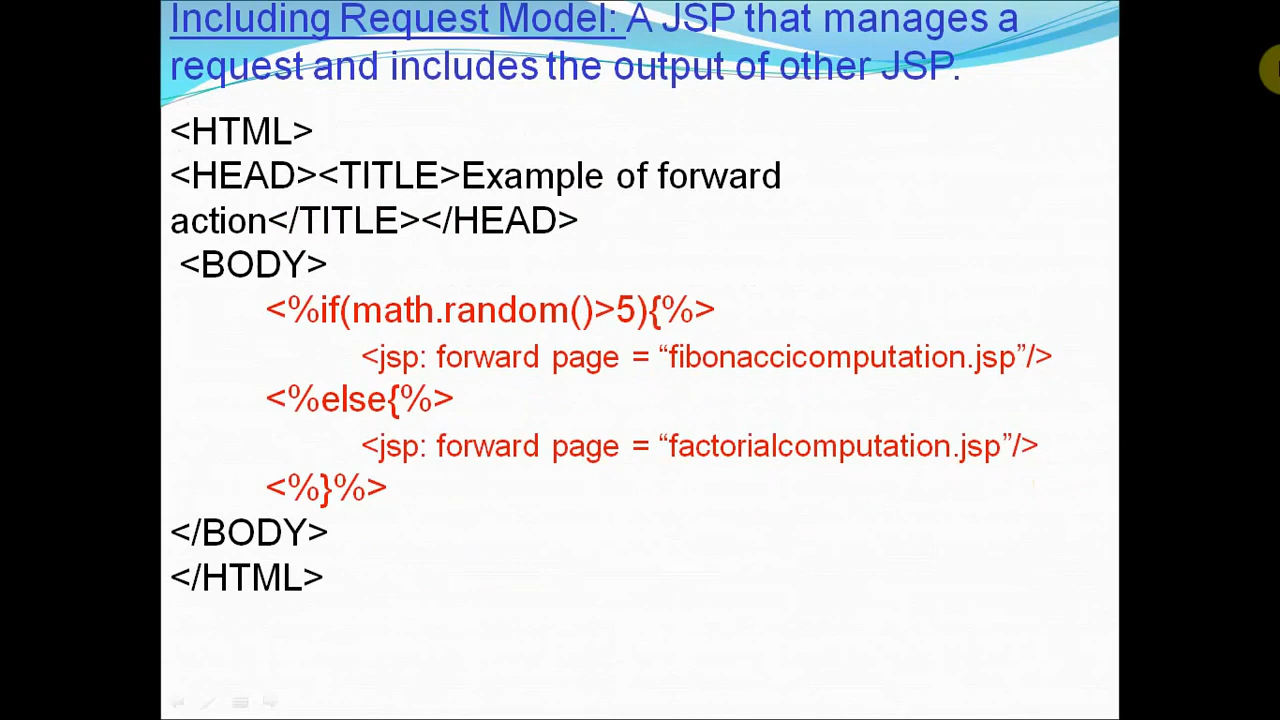 Including Request Model: A JSP that manages a
request and includes the output of other JSP.
<HTML>
<HEAD><TITLE>Example of forward
action</TITLE></HEAD>
<BODY>
<%if(math.random()>5){%>
<jsp: forward page = “fibonaccicomputation.jsp”/>
<%else{%>
<jsp: forward page = “factorialcomputation.jsp”/>
<%}%>
</BODY>
</HTML>